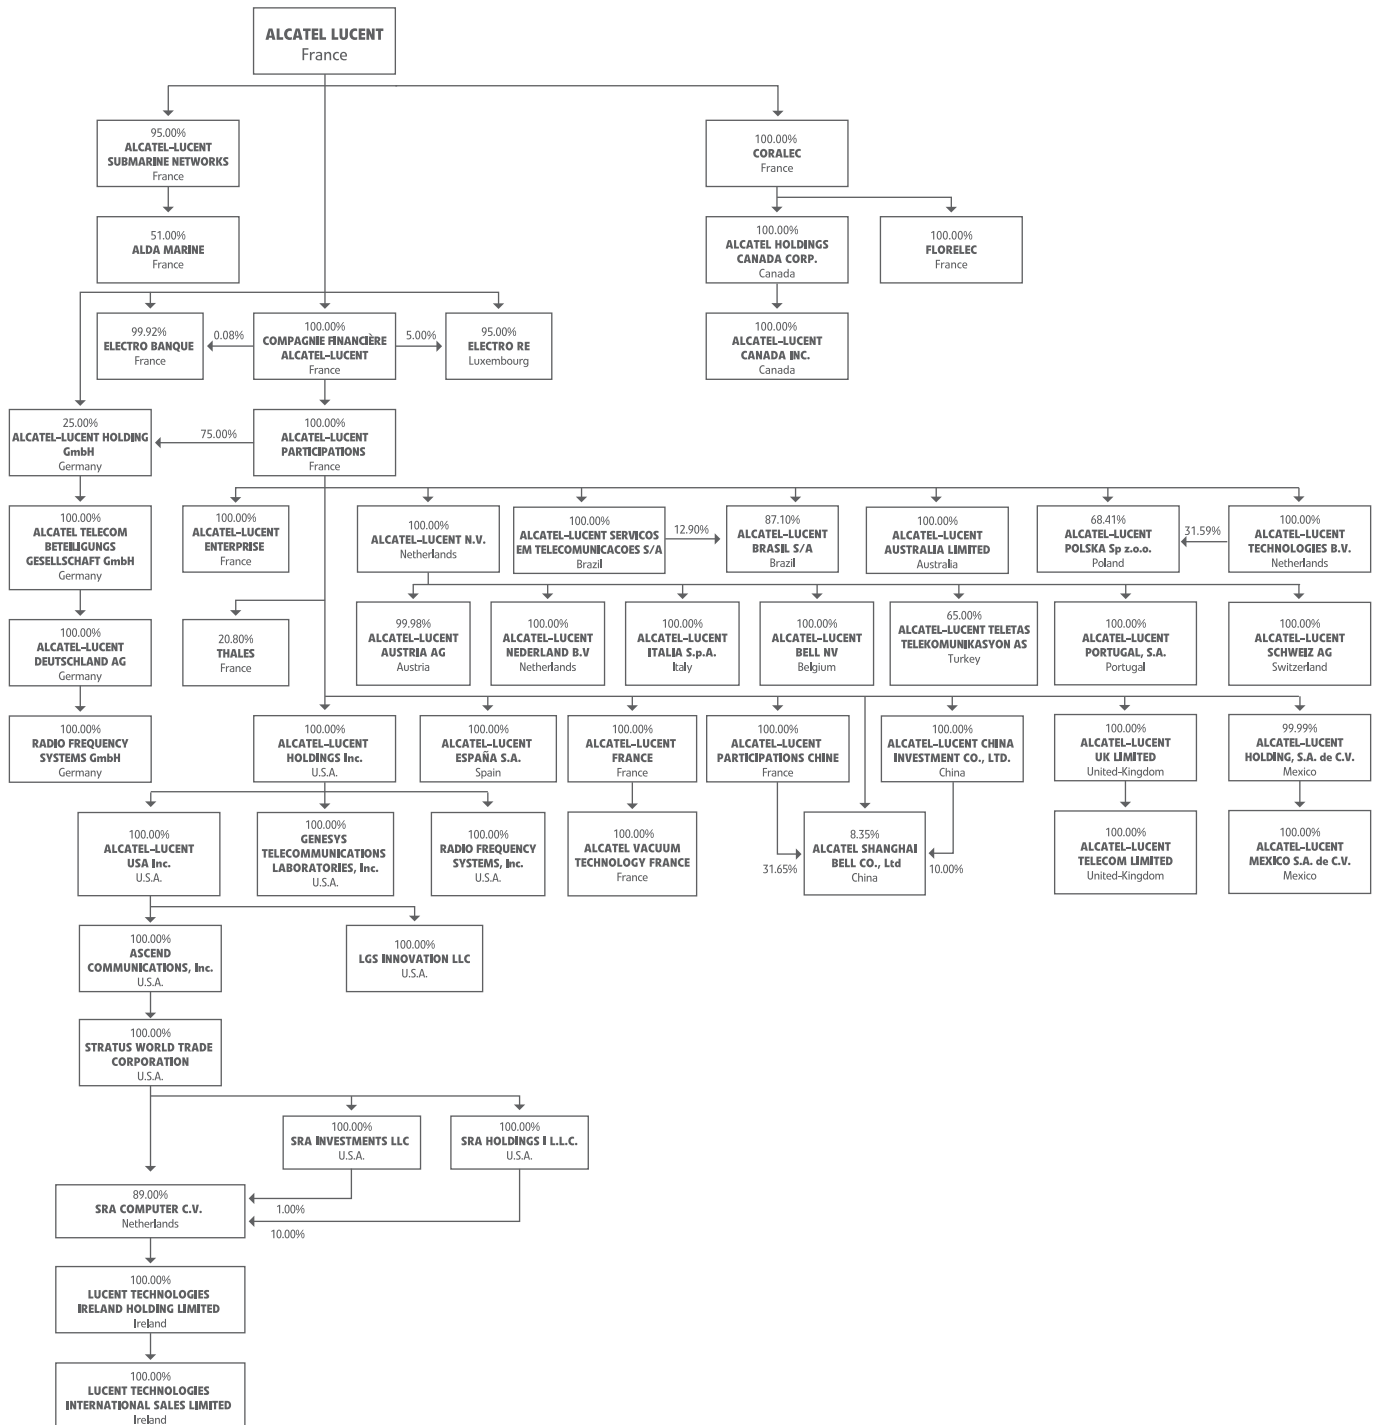 ALCATEL LUCENT
France
95.00%
ALCATEL–LUCENT
SUBMARINE NETWORKS
France
100.00%
CORALEC
France
51.00%
ALDA MARINE
France
100.00%
ALCATEL HOLDINGS
CANADA CORP.
Canada
100.00%
FLORELEC
France
99.92%
ELECTRO BANQUE
France
0.08%
100.00%
COMPAGNIE FINANCIÈRE
ALCATEL–LUCENT
France
5.00%
95.00%
ELECTRO RE
Luxembourg
100.00%
ALCATEL–LUCENT
CANADA INC.
Canada
25.00%
ALCATEL–LUCENT HOLDING
GmbH
Germany
75.00%
100.00%
ALCATEL–LUCENT
PARTICIPATIONS
France
100.00%
ALCATEL TELECOM
BETEILIGUNGS
GESELLSCHAFT GmbH
Germany
100.00%
ALCATEL–LUCENT
ENTERPRISE
France
100.00%
ALCATEL–LUCENT N.V.
Netherlands
100.00%
ALCATEL–LUCENT SERVICOS
EM TELECOMUNICACOES S/A
Brazil
12.90%
87.10%
ALCATEL–LUCENT
BRASIL S/A
Brazil
100.00%
ALCATEL–LUCENT
AUSTRALIA LIMITED
Australia
68.41%
ALCATEL–LUCENT
POLSKA Sp z.o.o.
Poland
31.59%
100.00%
ALCATEL–LUCENT
TECHNOLOGIES B.V.
Netherlands
100.00%
ALCATEL–LUCENT
DEUTSCHLAND AG
Germany
20.80%
THALES
France
99.98%
ALCATEL–LUCENT
AUSTRIA AG
Austria
100.00%
ALCATEL–LUCENT
NEDERLAND B.V
Netherlands
100.00%
ALCATEL–LUCENT
ITALIA S.p.A.
Italy
100.00%
ALCATEL–LUCENT
BELL NV
Belgium
65.00%
ALCATEL–LUCENT TELETAS
TELEKOMUNIKASYON AS
Turkey
100.00%
ALCATEL–LUCENT
PORTUGAL, S.A.
Portugal
100.00%
ALCATEL–LUCENT
SCHWEIZ AG
Switzerland
100.00%
RADIO FREQUENCY
SYSTEMS GmbH
Germany
100.00%
ALCATEL–LUCENT
HOLDINGS Inc.
U.S.A.
100.00%
ALCATEL–LUCENT
ESPAÑA S.A.
Spain
100.00%
ALCATEL–LUCENT
FRANCE
France
100.00%
ALCATEL–LUCENT
PARTICIPATIONS CHINE
France
100.00%
ALCATEL–LUCENT CHINA
INVESTMENT CO., LTD.
China
100.00%
ALCATEL–LUCENT
UK LIMITED
United–Kingdom
99.99%
ALCATEL–LUCENT
HOLDING, S.A. de C.V.
Mexico
100.00%
ALCATEL–LUCENT
USA Inc.
U.S.A.
100.00%
GENESYS
TELECOMMUNICATIONS
LABORATORIES, Inc.
U.S.A.
100.00%
RADIO FREQUENCY
SYSTEMS, Inc.
U.S.A.
100.00%
ALCATEL VACUUM
TECHNOLOGY FRANCE
France
31.65%
8.35%
ALCATEL SHANGHAI
BELL CO., Ltd
China
10.00%
100.00%
ALCATEL–LUCENT
TELECOM LIMITED
United–Kingdom
100.00%
ALCATEL–LUCENT
MEXICO S.A. de C.V.
Mexico
100.00%
ASCEND
COMMUNICATIONS, Inc.
U.S.A.
100.00%
LGS INNOVATION LLC
U.S.A.
100.00%
STRATUS WORLD TRADE
CORPORATION
U.S.A.
100.00%
SRA INVESTMENTS LLC
U.S.A.
100.00%
SRA HOLDINGS I L.L.C.
U.S.A.
89.00%
SRA COMPUTER C.V.
Netherlands
1.00%
10.00%
100.00%
LUCENT TECHNOLOGIES
IRELAND HOLDING LIMITED
Ireland
100.00%
LUCENT TECHNOLOGIES
INTERNATIONAL SALES LIMITED
Ireland